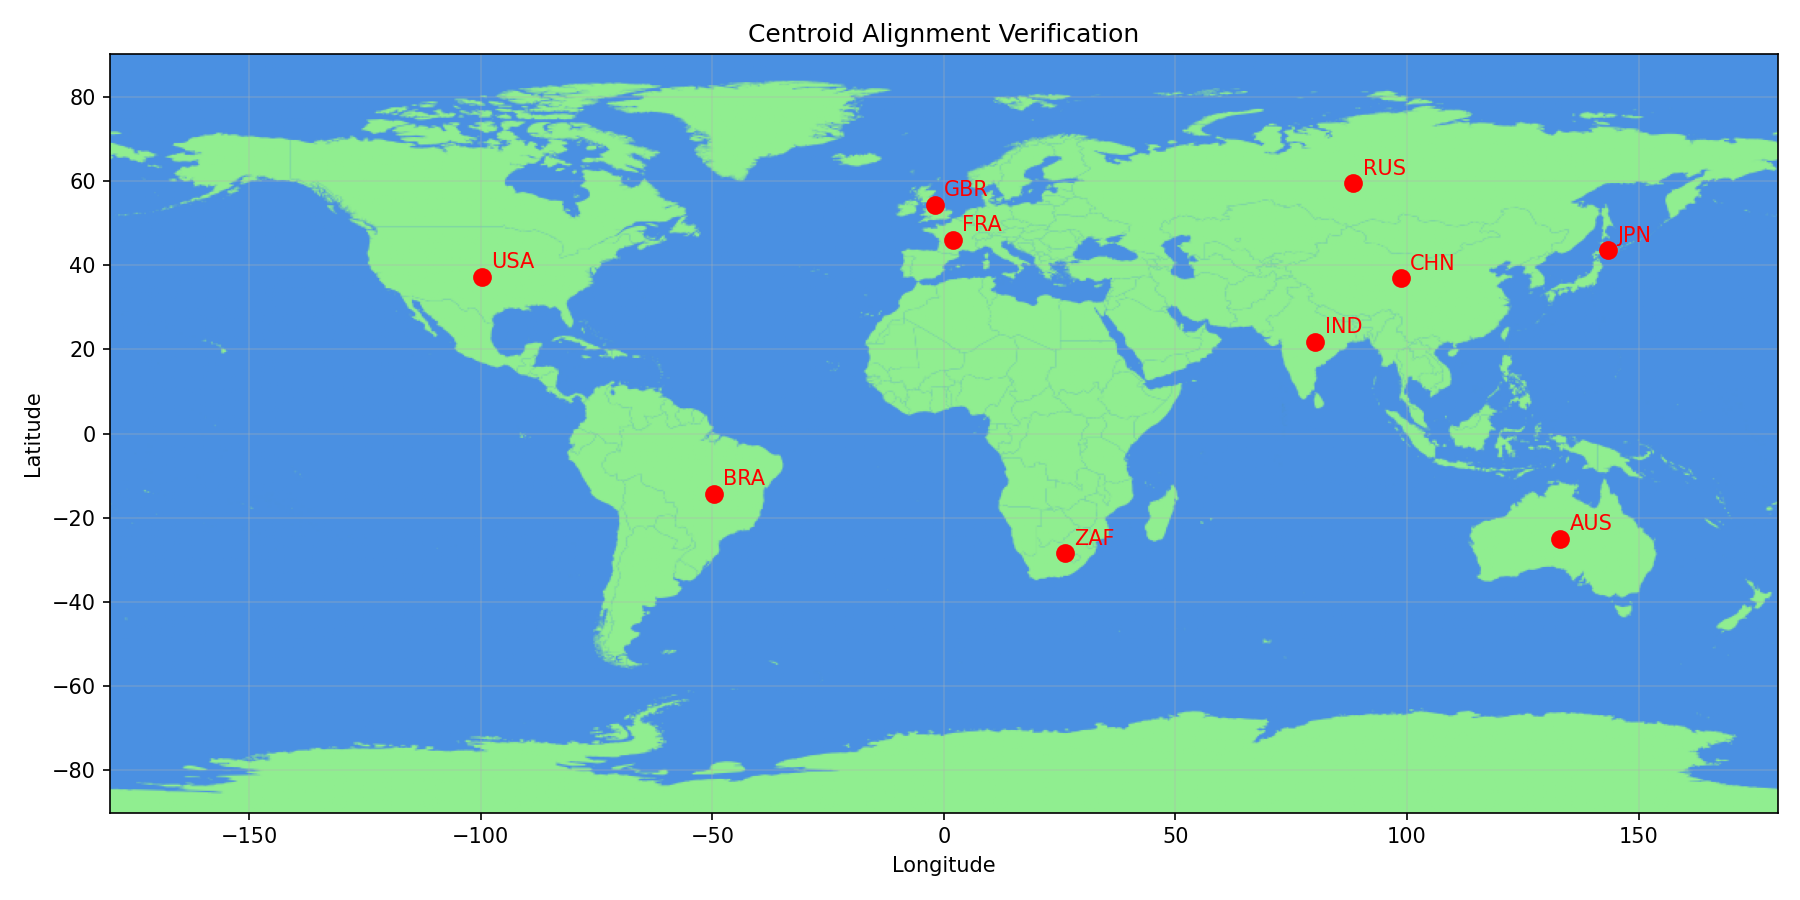 Centroid Alignment Verification
Latitude
80
60
40
20
0
−20
−40
−60
−80
RUS
GBR
FRA
JPN
USA
CHN
IND
BRA
AUS
ZAF
−150
−100
−50
0
50
100
150
Longitude